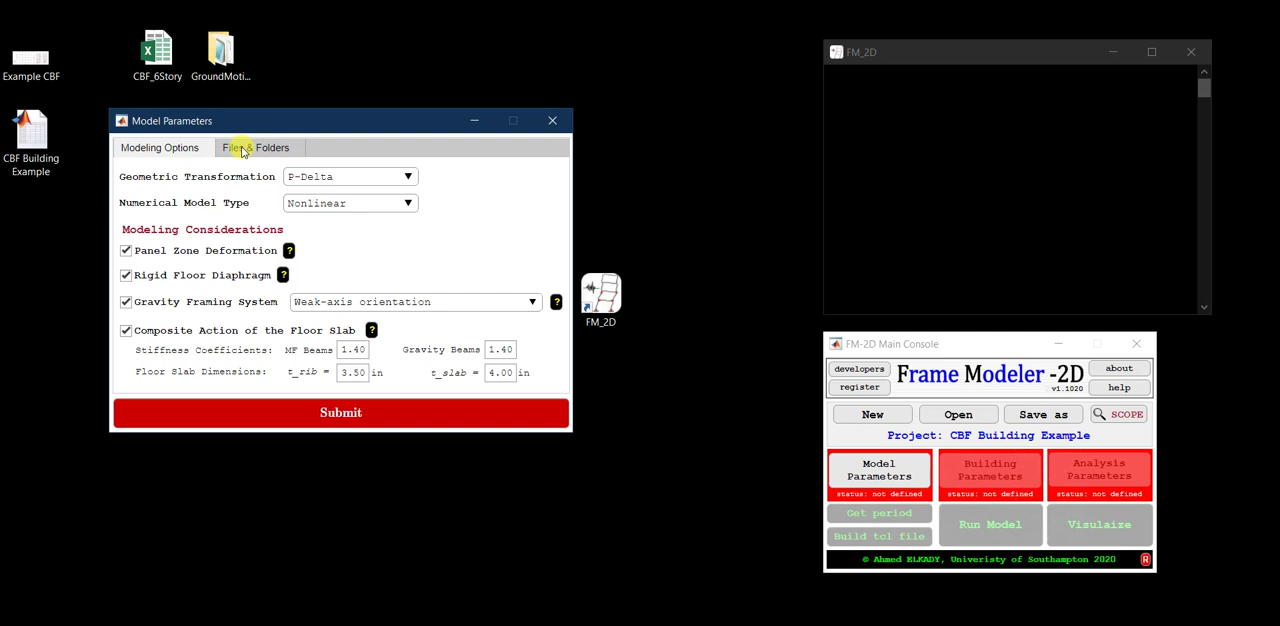 Example CBF
CBF_6Story
GroundMoti...
CBF Building
Example
Model Parameters
Modeling Options
Files & Folders
Geometric Transformation
P-Delta
Numerical Model Type
Nonlinear
Modeling Considerations
Panel Zone Deformation ?
Rigid Floor Diaphragm ?
Gravity Framing System
Weak-axis orientation
?
Composite Action of the Floor Slab ?
Stiffness Coefficients: MF Beams 1.40 Gravity Beams 1.40
Floor Slab Dimensions: t_rib = 3.50 in t_slab = 4.00 in
Submit
FM_2D
FM_2D
FM-2D Main Console
developers
register
Frame Modeler -2D
v1.1020
about
help
New
Open
Save as
SCOPE
Project: CBF Building Example
Model
Parameters
status: not defined
Building
Parameters
status: not defined
Analysis
Parameters
status: not defined
Get period
Build tcl file
Run Model
Visulaize
© Ahmed ELKADY, Univeristy of Southampton 2020
R